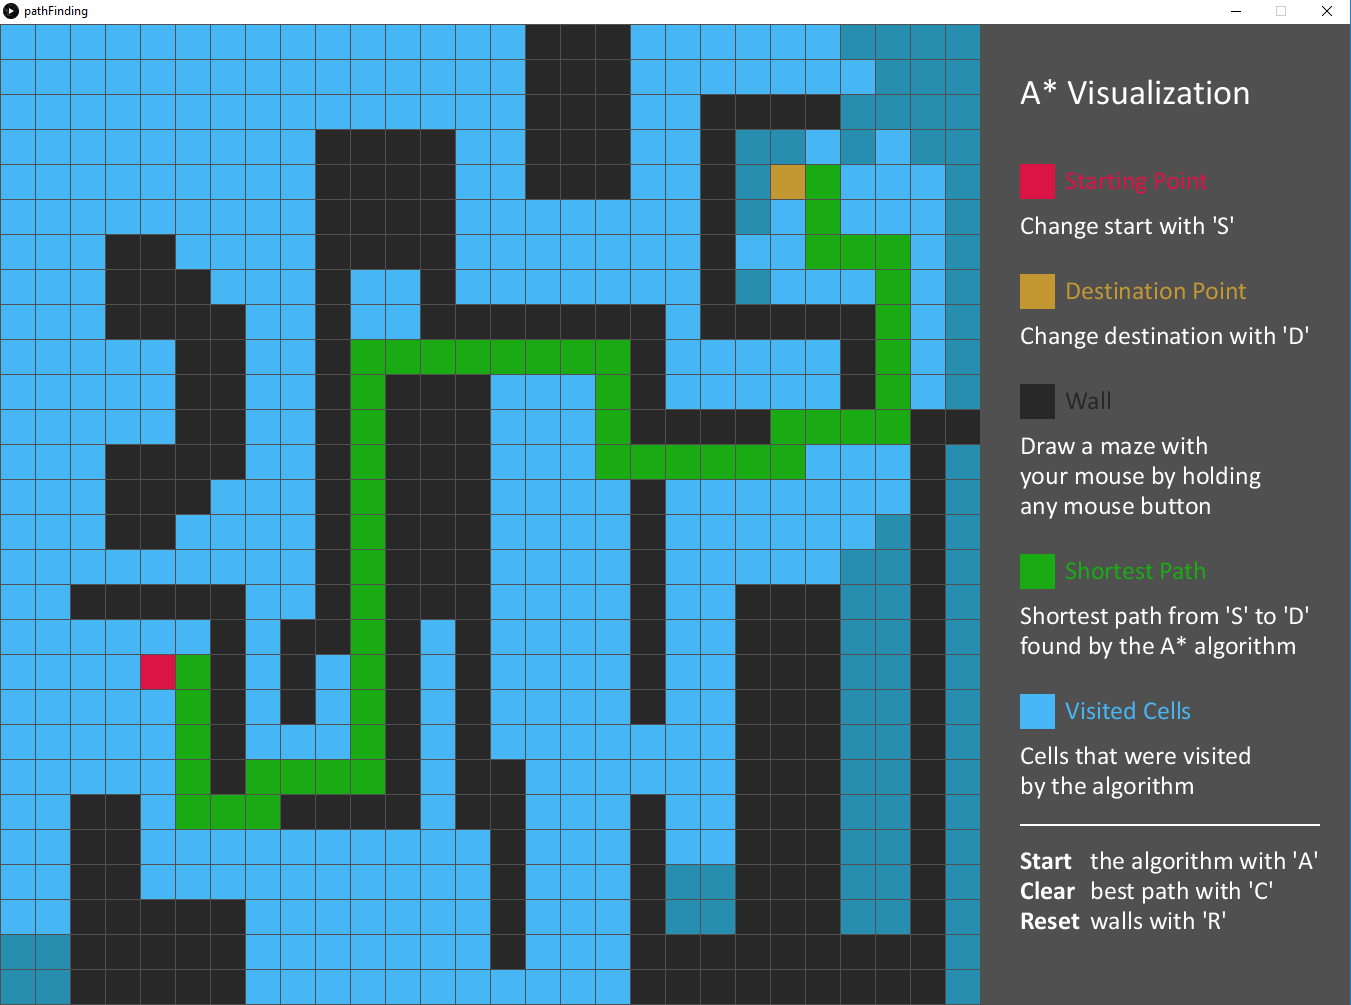 pathFinding
A* Visualization
Starting Point
Change start with 'S'
Destination Point
Change destination with 'D'
Wall
Draw a maze with
your mouse by holding
any mouse button
Shortest Path
Shortest path from 'S' to 'D'
found by the A* algorithm
Visited Cells
Cells that were visited
by the algorithm
Start the algorithm with 'A'
Clear best path with 'C'
Reset walls with 'R'